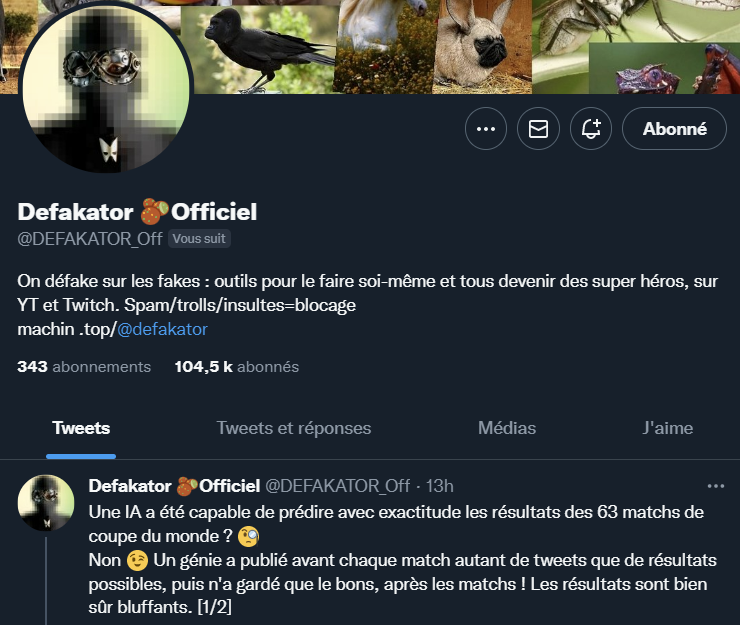 Abonné
Defakator 🥜Officiel
@DEFAKATOR_Off Vous suit
On défake sur les fakes : outils pour le faire soi-même et tous devenir des super héros, sur
YT et Twitch. Spam/trolls/insultes=blocage
machin .top/@defakator
343 abonnements 104,5 k abonnés
Tweets Tweets et réponses Médias J'aime
Defakator 🥜Officiel @DEFAKATOR_Off · 13h
Une IA a été capable de prédire avec exactitude les résultats des 63 matchs de
coupe du monde ? 🧐
Non 😉 Un génie a publié avant chaque match autant de tweets que de résultats
possibles, puis n'a gardé que le bons, après les matchs ! Les résultats sont bien
sûr bluffants. [1/2]